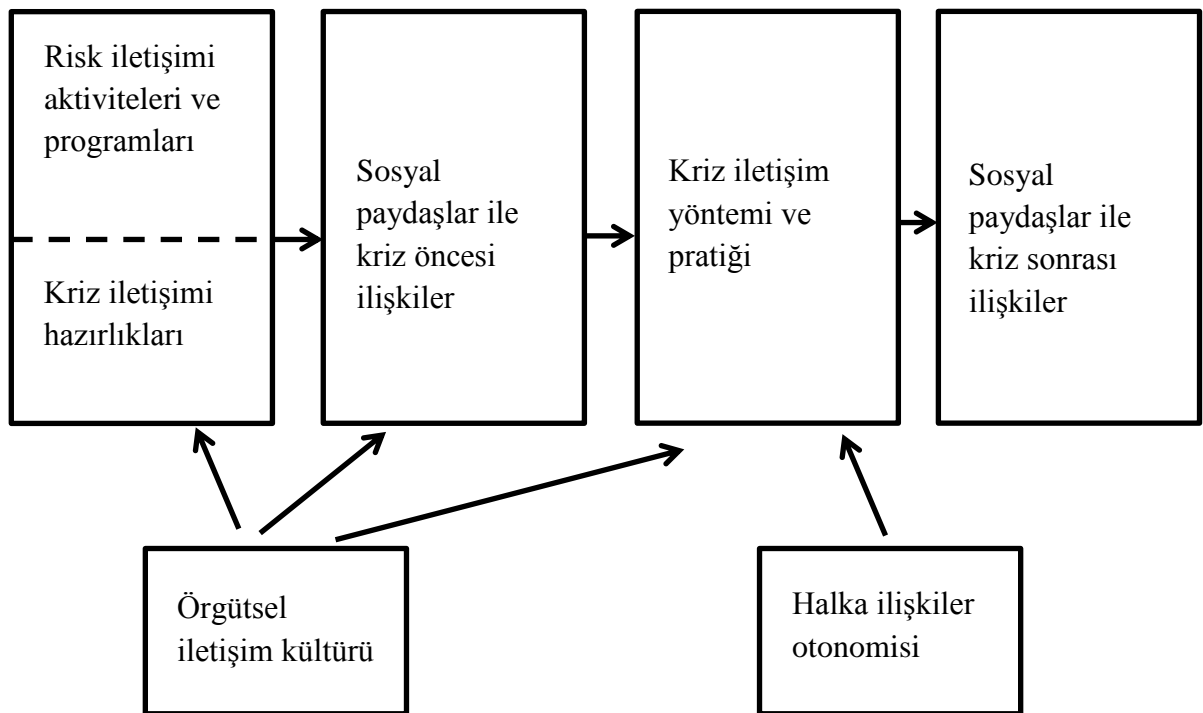 Risk iletişimi
aktiviteleri ve
programları
Kriz iletişimi
hazırlıkları
Sosyal
paydaşlar ile
kriz öncesi
ilişkiler
Kriz iletişim
yöntemi ve
pratiği
Sosyal
paydaşlar ile
kriz sonrası
ilişkiler
Örgütsel
iletişim kültürü
Halka ilişkiler
otonomisi